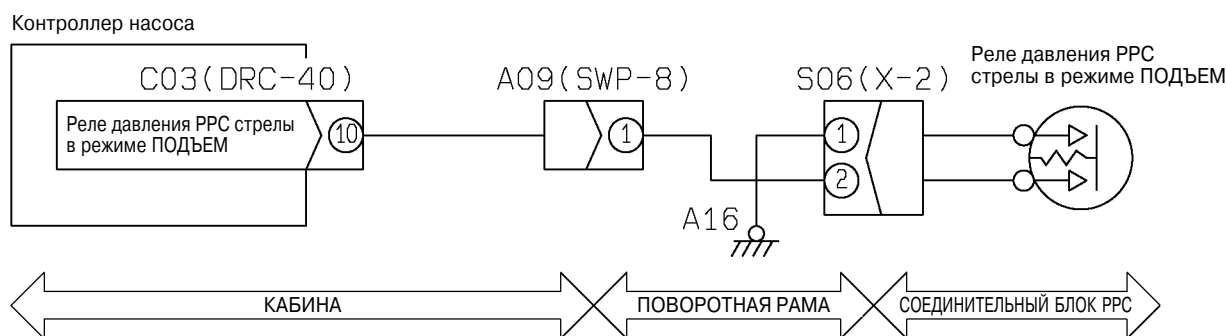 Контроллер насоса
Реле давления PPC
стрелы в режиме ПОДЪЕМ
C03(DRC-40)
A09(SWP-8)
S06(X-2)
Реле давления PPC стрелы
в режиме ПОДЪЕМ
10
1
1
2
A16
КАБИНА
ПОВОРОТНАЯ РАМА
СОЕДИНИТЕЛЬНЫЙ БЛОК PPC